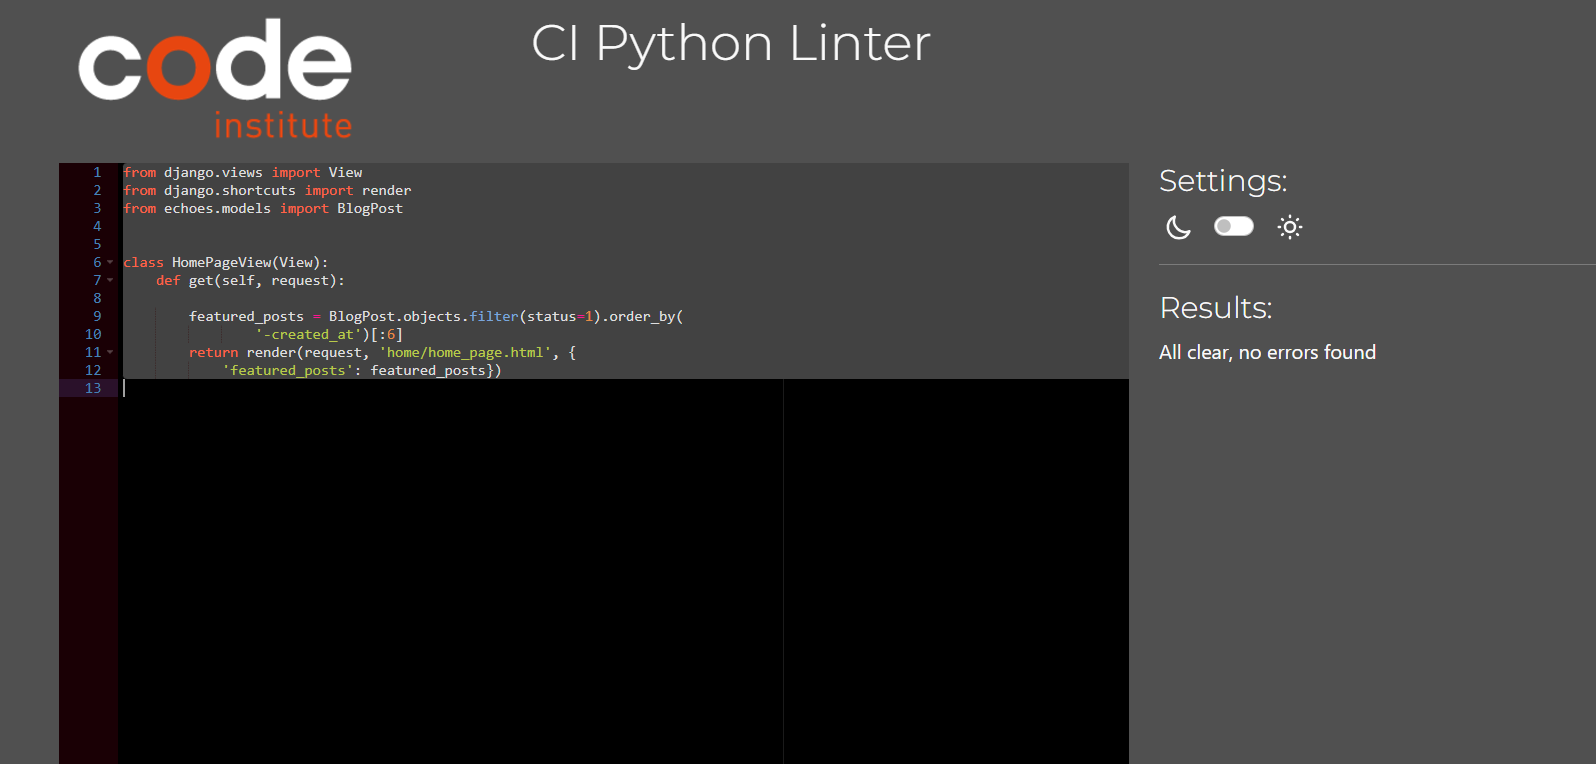 code
institute
CI Python Linter
1 from django.views import View
2 from django.shortcuts import render
3 from echoes.models import BlogPost
4
5
6 class HomePageView(View):
7     def get(self, request):
8
9         featured_posts = BlogPost.objects.filter(status=1).order_by(
10                 '-created_at')[:6]
11         return render(request, 'home/home_page.html', {
12             'featured_posts': featured_posts})
13
Settings:
Results:
All clear, no errors found